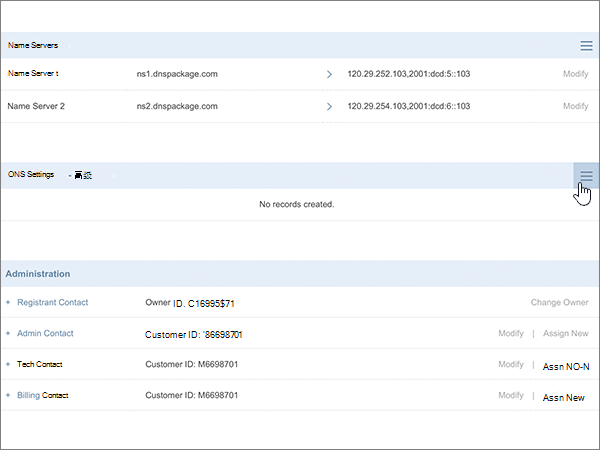 Name Servers
Name Server t ns1.dnspackage.com 120.29.252.103,2001:dcd:5::103 Modify
Name Server 2 ns2.dnspackage.com 120.29.254.103,2001:dcd:6::103 Modify
ONS Settings - 高级
No records created.
Administration
+ Registrant Contact Owner ID. C16995$71 Change Owner
+ Admin Contact Customer ID: '86698701 Modify | Assign New
+ Tech Contact Customer ID: M6698701 Modify | Assn NO-N
+ Billing Contact Customer ID: M6698701 Modify | Assn New